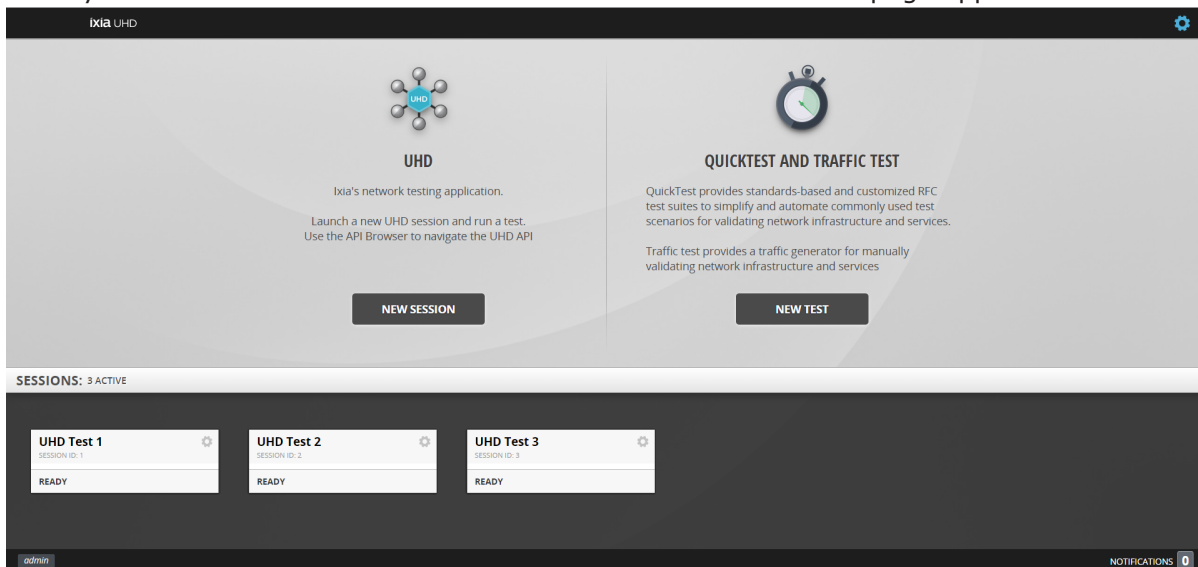 ixia UHD
UHD
UHD
Ixia's network testing application.
Launch a new UHD session and run a test.
Use the API Browser to navigate the UHD API
NEW SESSION
QUICKTEST AND TRAFFIC TEST
QuickTest provides standards-based and customized RFC
test suites to simplify and automate commonly used test
scenarios for validating network infrastructure and services.
Traffic test provides a traffic generator for manually
validating network infrastructure and services
NEW TEST
SESSIONS: 3 ACTIVE
UHD Test 1
SESSION ID: 1
READY
UHD Test 2
SESSION ID: 2
READY
UHD Test 3
SESSION ID: 3
READY
admin
NOTIFICATIONS 0